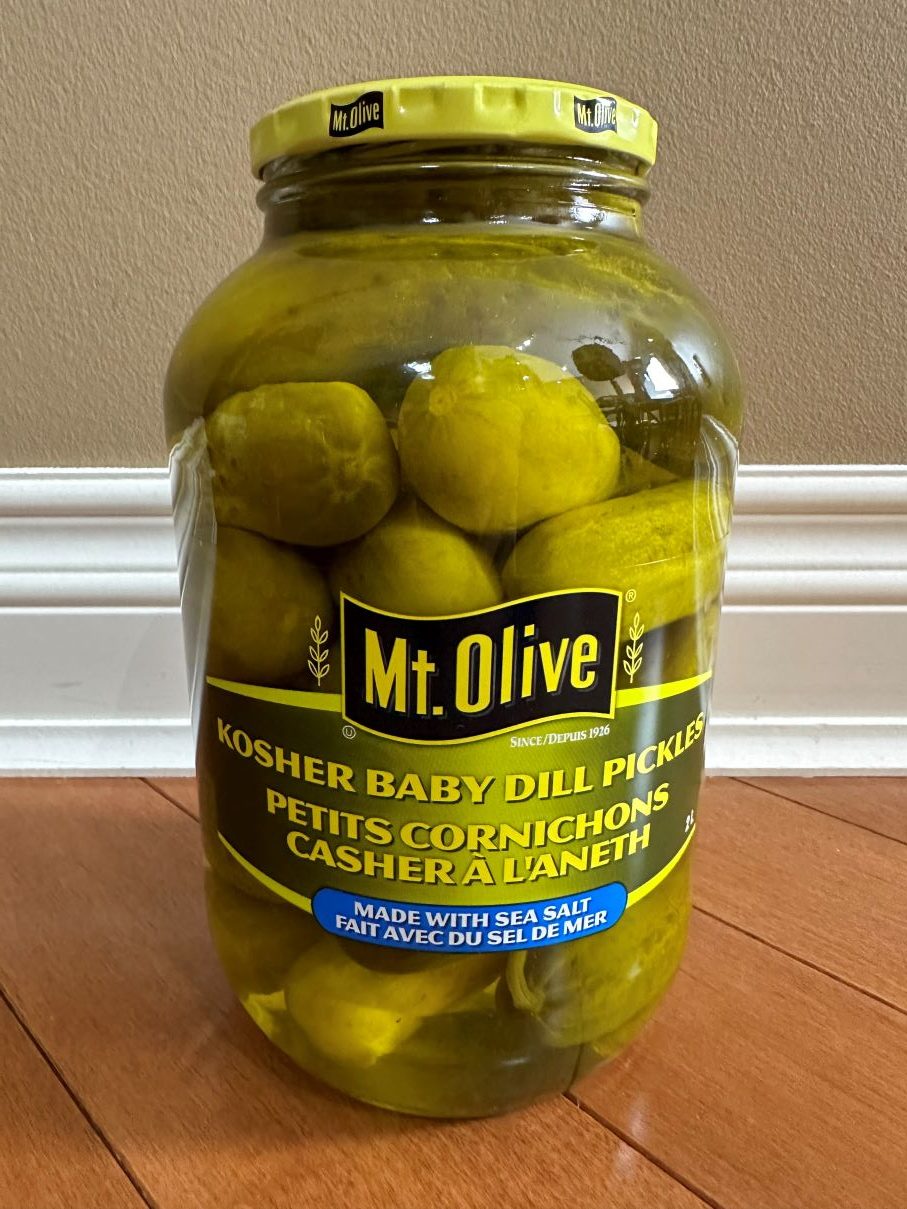 Mt. Olive Mt. Olive
Mt. Olive ®
Ⓤ SINCE/DEPUIS 1926
KOSHER BABY DILL PICKLES
PETITS CORNICHONS
CASHER À L'ANETH
2 L
MADE WITH SEA SALT
FAIT AVEC DU SEL DE MER